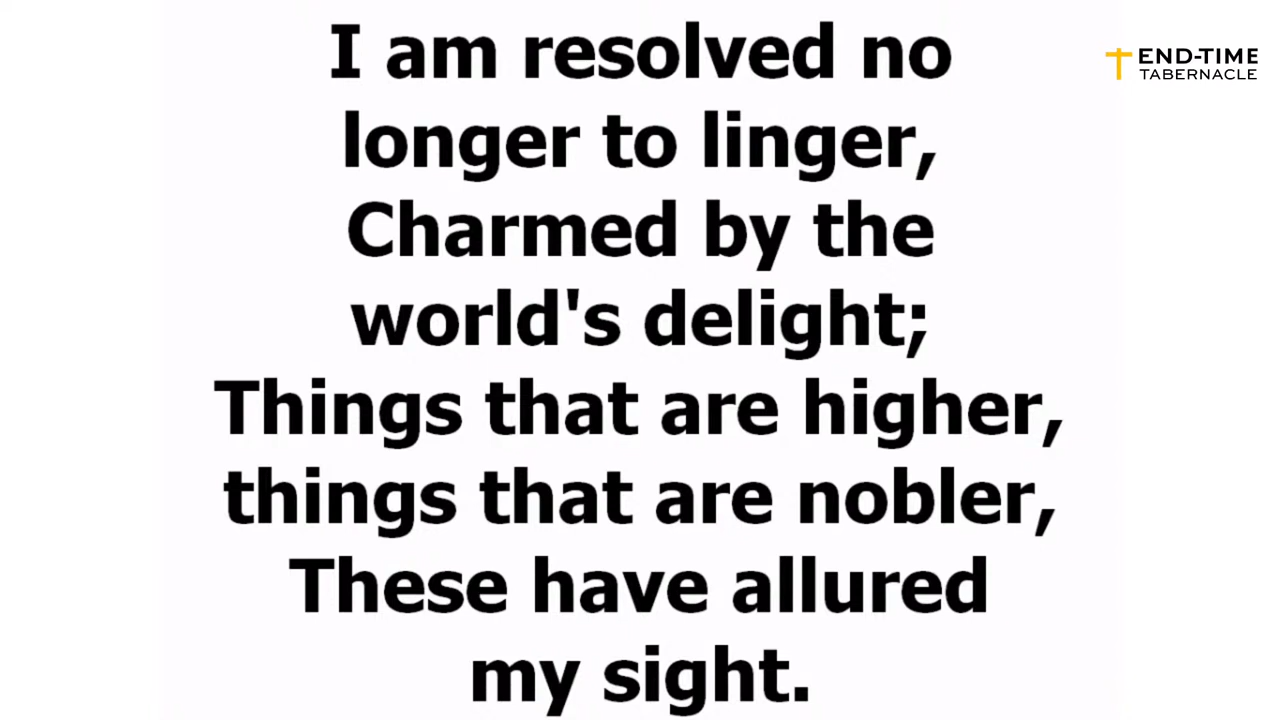 I am resolved no
longer to linger,
Charmed by the
world's delight;
Things that are higher,
things that are nobler,
These have allured
my sight.
END-TIME
TABERNACLE